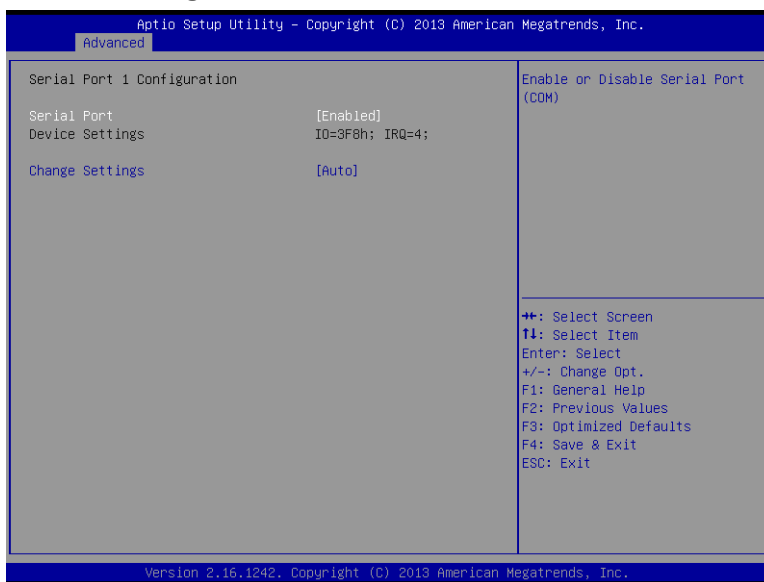 Aptio Setup Utility – Copyright (C) 2013 American Megatrends, Inc.
Advanced
Serial Port 1 Configuration
Serial Port [Enabled]
Device Settings IO=3F8h; IRQ=4;
Change Settings [Auto]
Enable or Disable Serial Port
(COM)
→←: Select Screen
↑↓: Select Item
Enter: Select
+/-: Change Opt.
F1: General Help
F2: Previous Values
F3: Optimized Defaults
F4: Save & Exit
ESC: Exit
Version 2.16.1242. Copyright (C) 2013 American Megatrends, Inc.